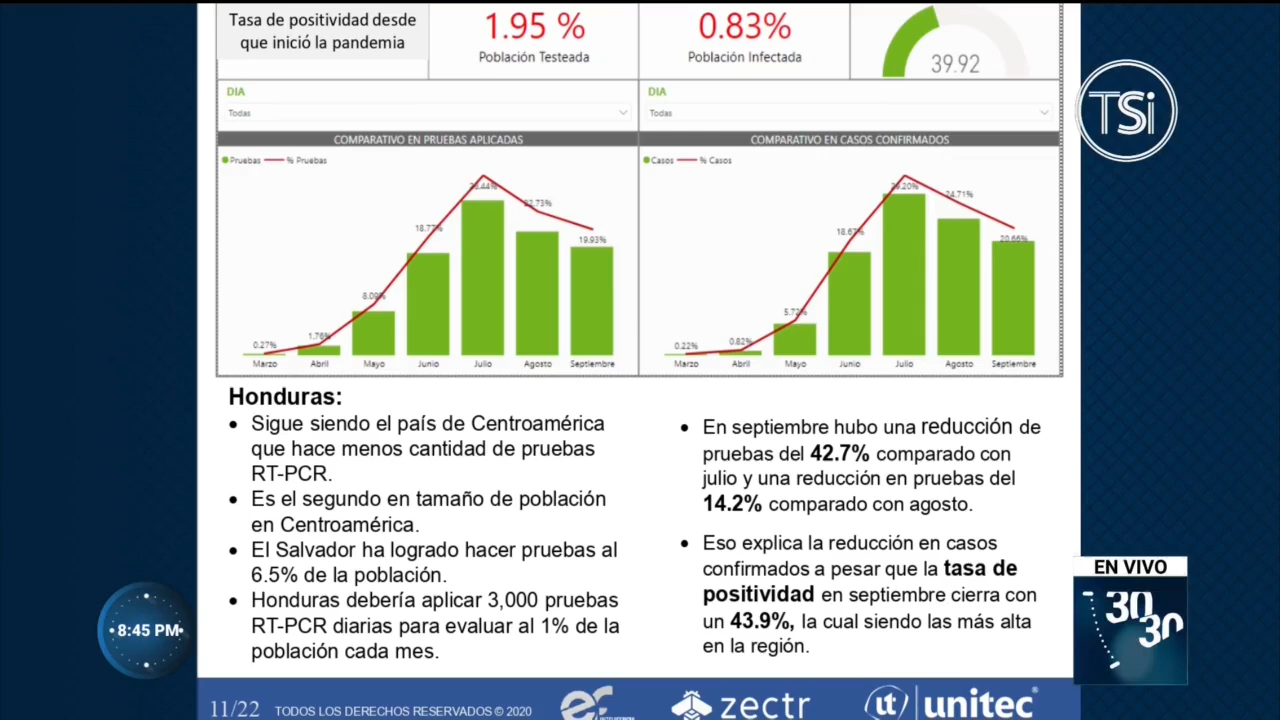 Tasa de positividad desde
que inició la pandemia
1.95 %
Población Testeada
0.83%
Población Infectada
39.92
TSi
DIA
Todas
DIA
Todas
COMPARATIVO EN PRUEBAS APLICADAS
Pruebas % Pruebas
0.27%
1.76%
8.09%
18.77%
22.73%
19.93%
Marzo Abril Mayo Junio Julio Agosto Septiembre
COMPARATIVO EN CASOS CONFIRMADOS
Casos % Casos
0.22%
0.82%
5.72%
18.67%
24.71%
20.66%
Marzo Abril Mayo Junio Julio Agosto Septiembre
Honduras:
• Sigue siendo el país de Centroamérica
que hace menos cantidad de pruebas
RT-PCR.
• Es el segundo en tamaño de población
en Centroamérica.
• El Salvador ha logrado hacer pruebas al
6.5% de la población.
• Honduras debería aplicar 3,000 pruebas
RT-PCR diarias para evaluar al 1% de la
población cada mes.
• En septiembre hubo una reducción de
pruebas del 42.7% comparado con
julio y una reducción en pruebas del
14.2% comparado con agosto.
• Eso explica la reducción en casos
confirmados a pesar que la tasa de
positividad en septiembre cierra con
un 43.9%, la cual siendo las más alta
en la región.
8:45 PM
EN VIVO
30
30
11/22 TODOS LOS DERECHOS RESERVADOS © 2020
zectr
ut unitec®